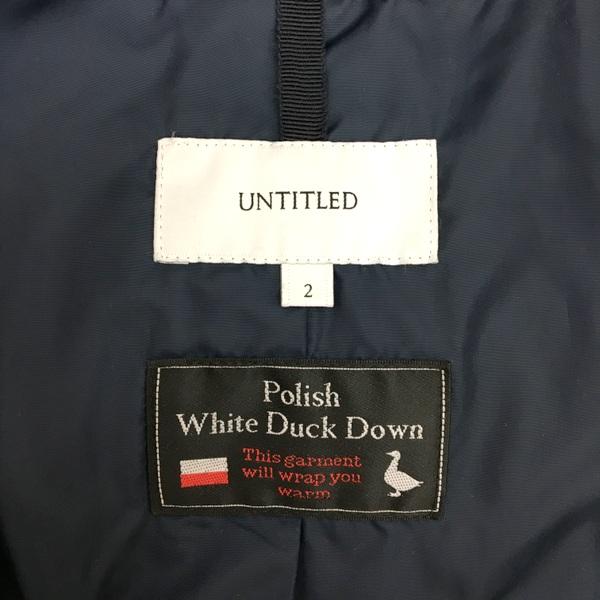 UNTITLED
2
Polish
White Duck Down
This garment
will wrap you
warm